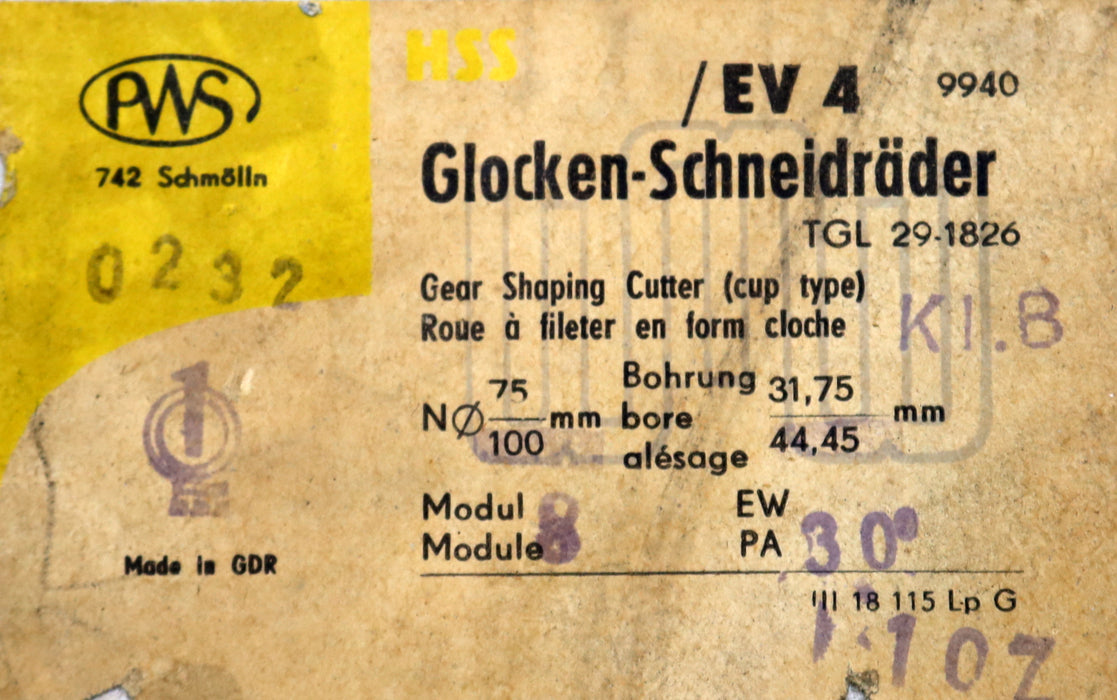 PWS
742 Schmölln
0232
1
Made in GDR
HSS
/EV 4 9940
Glocken-Schneidräder
TGL 29-1826
Gear Shaping Cutter (cup type)
Roue à fileter en form cloche
Kl.B
NØ 75/100 mm
Bohrung
bore
alésage
31,75/44,45 mm
Modul
Module
8
EW
PA
30°
III 18 115 Lp G
107